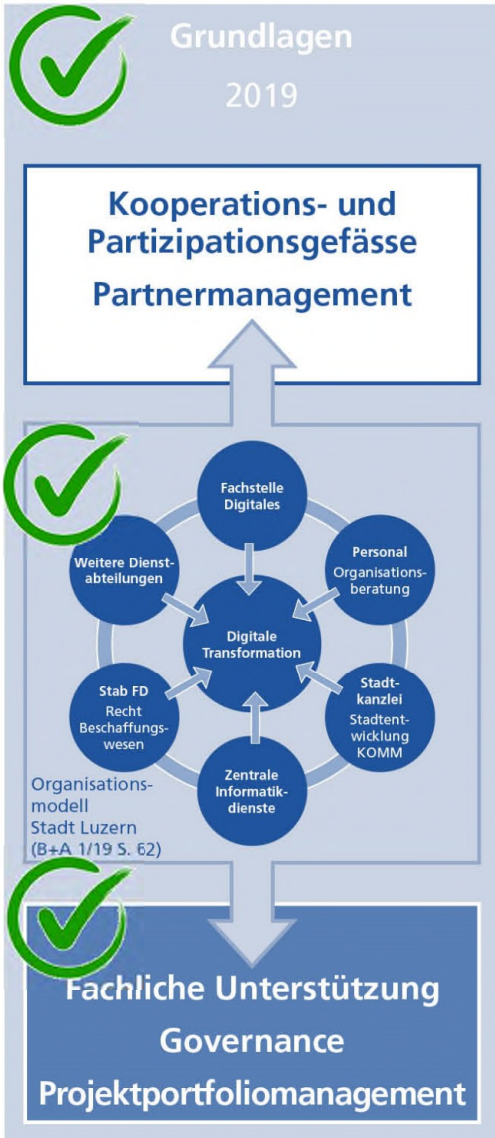 Grundlagen
2019
Kooperations- und
Partizipationsgefässe
Partnermanagement
Fachstelle
Digitales
Weitere Dienst-
abteilungen
Personal
Organisations-
beratung
Digitale
Transformation
Stab FD
Recht
Beschaffungs-
wesen
Stadt-
kanzlei
Stadtent-
wicklung
KOMM
Zentrale
Informatik-
dienste
Organisations-
modell
Stadt Luzern
(B+A 1/19 S. 62)
Fachliche Unterstützung
Governance
Projektportfoliomanagement